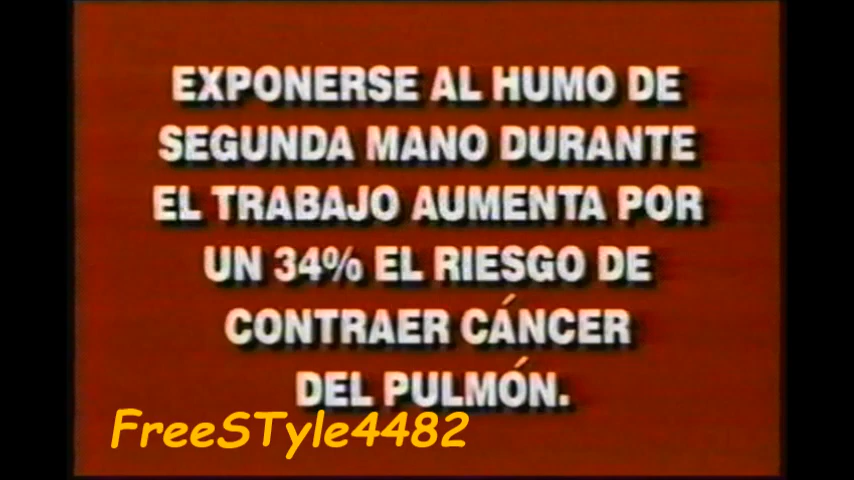 EXPONERSE AL HUMO DE
SEGUNDA MANO DURANTE
EL TRABAJO AUMENTA POR
UN 34% EL RIESGO DE
CONTRAER CÁNCER
DEL PULMÓN.
FreeSTyle4482